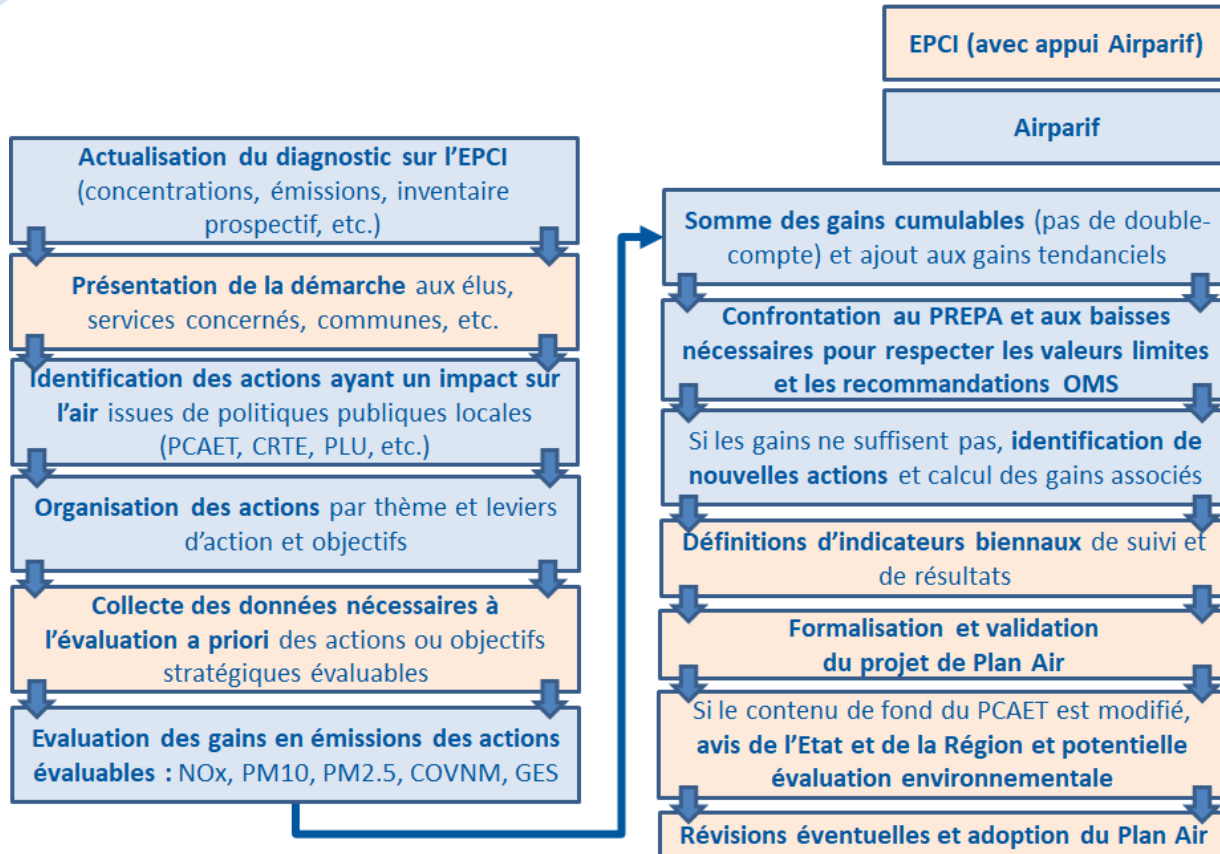 EPCI (avec appui Airparif)
Airparif
Actualisation du diagnostic sur l'EPCI
(concentrations, émissions, inventaire
prospectif, etc.)
Présentation de la démarche aux élus,
services concernés, communes, etc.
Identification des actions ayant un impact sur
l'air issues de politiques publiques locales
(PCAET, CRTE, PLU, etc.)
Organisation des actions par thème et leviers
d'action et objectifs
Collecte des données nécessaires à
l'évaluation a priori des actions ou objectifs
stratégiques évaluables
Evaluation des gains en émissions des actions
évaluables : NOx, PM10, PM2.5, COVNM, GES
Somme des gains cumulables (pas de double-
compte) et ajout aux gains tendanciels
Confrontation au PREPA et aux baisses
nécessaires pour respecter les valeurs limites
et les recommandations OMS
Si les gains ne suffisent pas, identification de
nouvelles actions et calcul des gains associés
Définitions d'indicateurs biennaux de suivi et
de résultats
Formalisation et validation
du projet de Plan Air
Si le contenu de fond du PCAET est modifié,
avis de l'Etat et de la Région et potentielle
évaluation environnementale
Révisions éventuelles et adoption du Plan Air